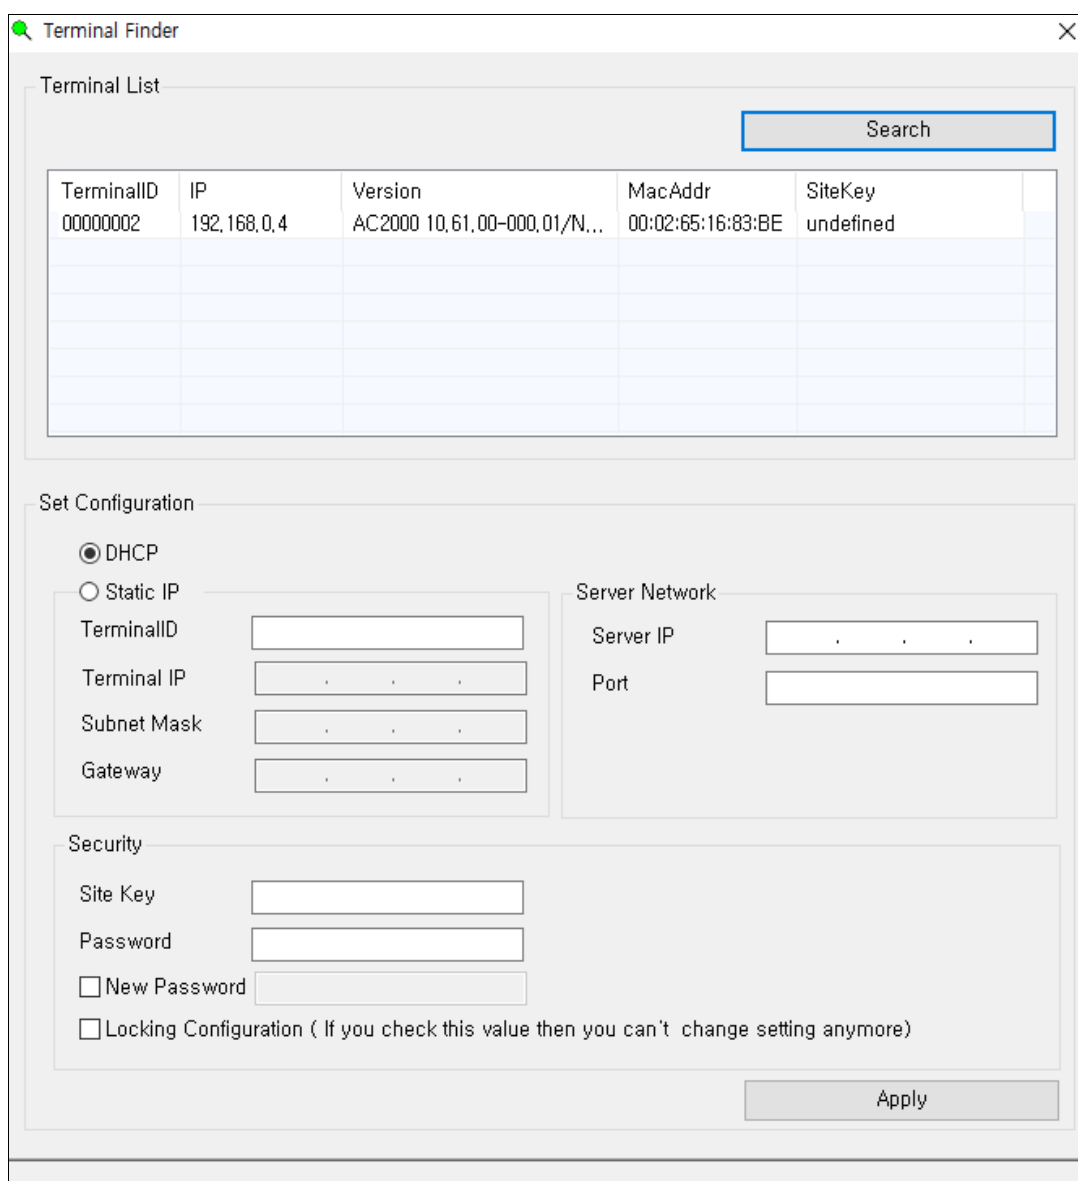 Terminal Finder
Terminal List
Search
TerminalID IP Version MacAddr SiteKey
00000002 192,168,0,4 AC2000 10,61,00-000,01/N,,, 00:02:65:16:83:BE undefined
Set Configuration
DHCP
Static IP
TerminalID
Terminal IP . . .
Subnet Mask . . .
Gateway . . .
Server Network
Server IP . . .
Port
Security
Site Key
Password
New Password
Locking Configuration ( If you check this value then you can't change setting anymore)
Apply